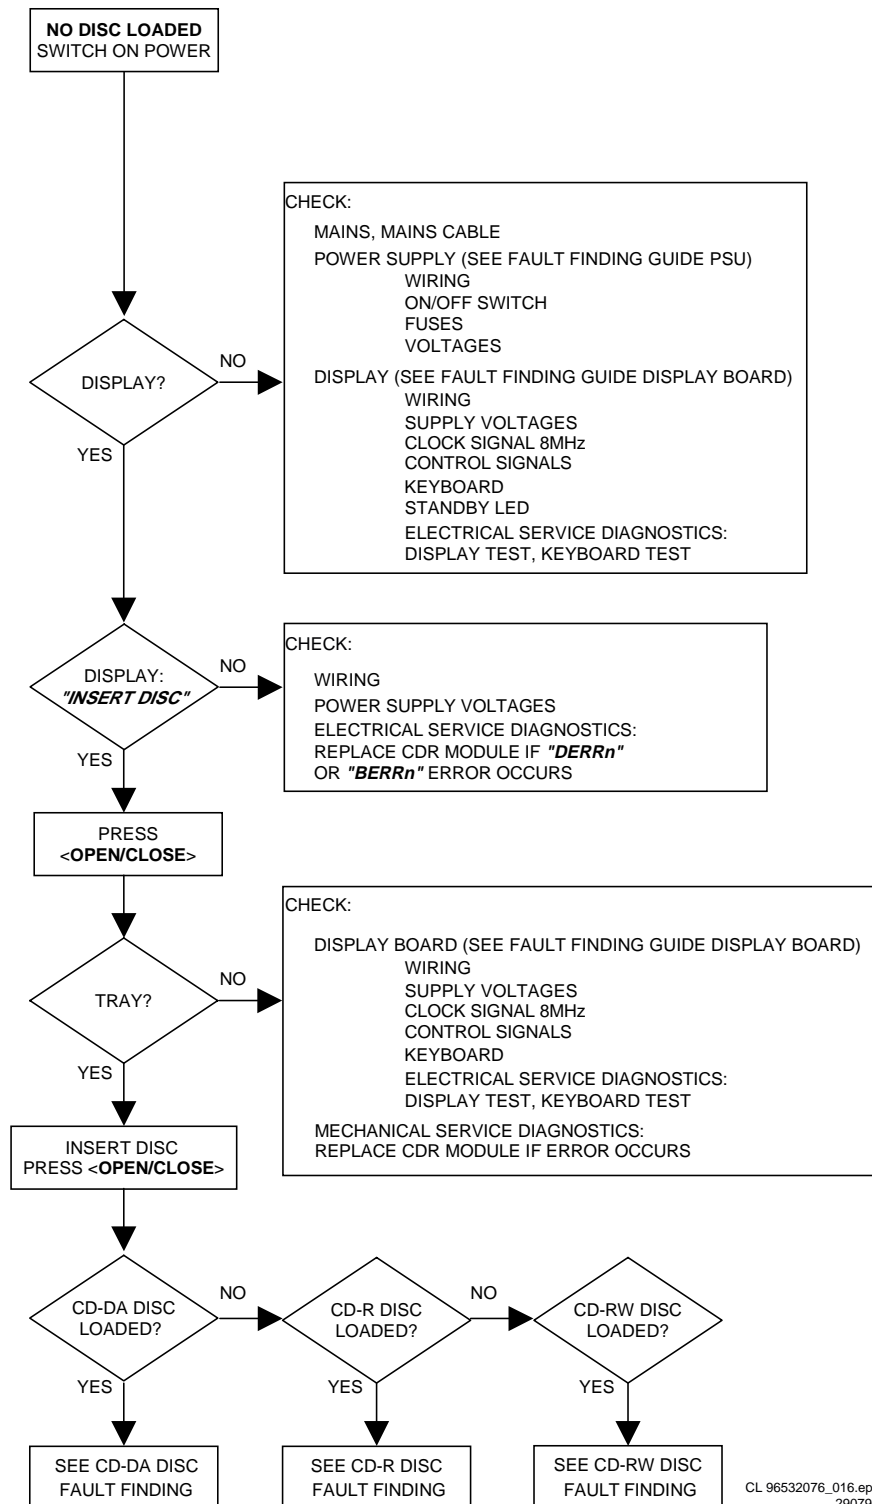 NO DISC LOADED
SWITCH ON POWER
CHECK:
MAINS, MAINS CABLE
POWER SUPPLY (SEE FAULT FINDING GUIDE PSU)
WIRING
ON/OFF SWITCH
FUSES
VOLTAGES
DISPLAY (SEE FAULT FINDING GUIDE DISPLAY BOARD)
WIRING
SUPPLY VOLTAGES
CLOCK SIGNAL 8MHz
CONTROL SIGNALS
KEYBOARD
STANDBY LED
ELECTRICAL SERVICE DIAGNOSTICS:
DISPLAY TEST, KEYBOARD TEST
DISPLAY?
NO
YES
DISPLAY:
"INSERT DISC"
NO
YES
CHECK:
WIRING
POWER SUPPLY VOLTAGES
ELECTRICAL SERVICE DIAGNOSTICS:
REPLACE CDR MODULE IF "DERRn"
OR "BERRn" ERROR OCCURS
PRESS
<OPEN/CLOSE>
TRAY?
NO
YES
CHECK:
DISPLAY BOARD (SEE FAULT FINDING GUIDE DISPLAY BOARD)
WIRING
SUPPLY VOLTAGES
CLOCK SIGNAL 8MHz
CONTROL SIGNALS
KEYBOARD
ELECTRICAL SERVICE DIAGNOSTICS:
DISPLAY TEST, KEYBOARD TEST
MECHANICAL SERVICE DIAGNOSTICS:
REPLACE CDR MODULE IF ERROR OCCURS
INSERT DISC
PRESS <OPEN/CLOSE>
CD-DA DISC
LOADED?
NO
YES
CD-R DISC
LOADED?
NO
YES
CD-RW DISC
LOADED?
YES
SEE CD-DA DISC
FAULT FINDING
SEE CD-R DISC
FAULT FINDING
SEE CD-RW DISC
FAULT FINDING
CL 96532076_016.ep
29079